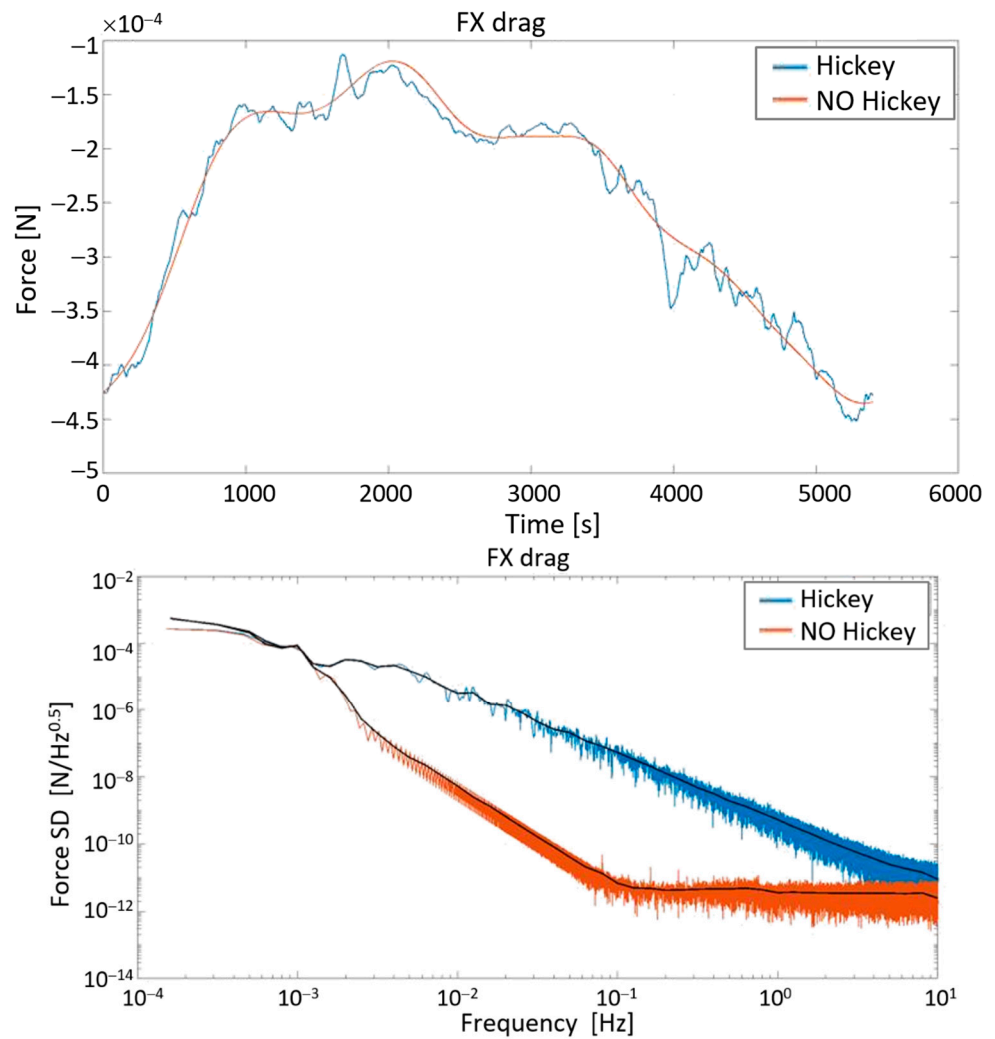 FX drag
×10⁻⁴
−1
−1.5
−2
−2.5
−3
−3.5
−4
−4.5
−5
Force [N]
Hickey
NO Hickey
0 1000 2000 3000 4000 5000 6000
Time [s]
FX drag
10⁻²
10⁻⁴
10⁻⁶
10⁻⁸
10⁻¹⁰
10⁻¹²
10⁻¹⁴
Force SD [N/Hz⁰·⁵]
Hickey
NO Hickey
10⁻⁴ 10⁻³ 10⁻² 10⁻¹ 10⁰ 10¹
Frequency [Hz]